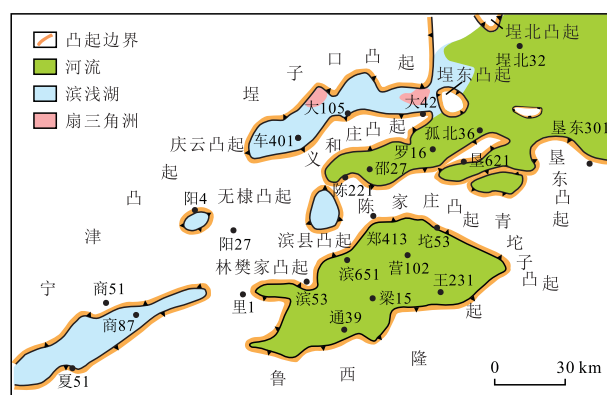 凸起边界
河流
滨浅湖
扇三角洲
埕子口凸起
埕北凸起
埕北32
埕东凸起
大105
大42
庆云凸起
车401
义和庄凸起
孤北36
垦东301
罗16
垦621
邵27
垦东凸起
陈221
宁津凸起
阳4
无棣凸起
陈家庄凸起
青坨子凸起
阳27
滨县凸起
郑413
坨53
林樊家凸起
滨651
营102
商51
里1
滨53
梁15
王231
商87
通39
夏51
鲁西隆起
0 30 km